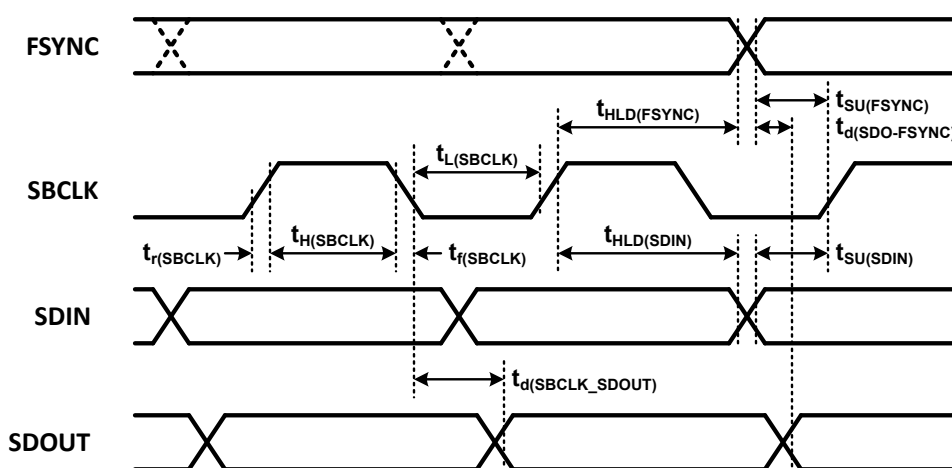 FSYNC
tSU(FSYNC)
tHLD(FSYNC)
td(SDO-FSYNC)
tL(SBCLK)
SBCLK
tr(SBCLK)
tH(SBCLK)
tf(SBCLK)
tHLD(SDIN)
tSU(SDIN)
SDIN
td(SBCLK_SDOUT)
SDOUT